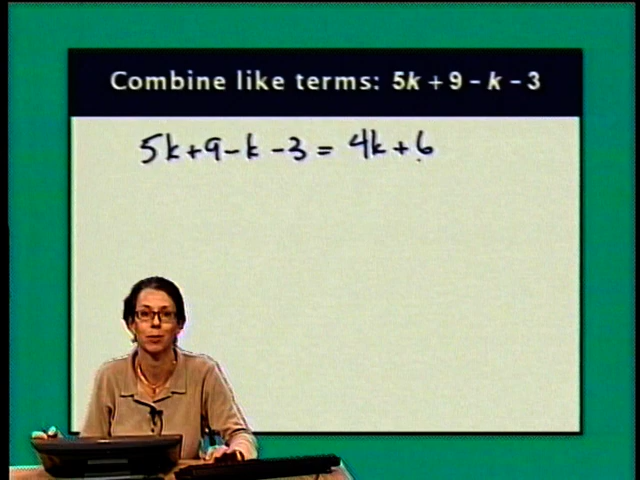 Combine like terms: 5k + 9 - k - 3
5k+9-k-3 = 4k+6